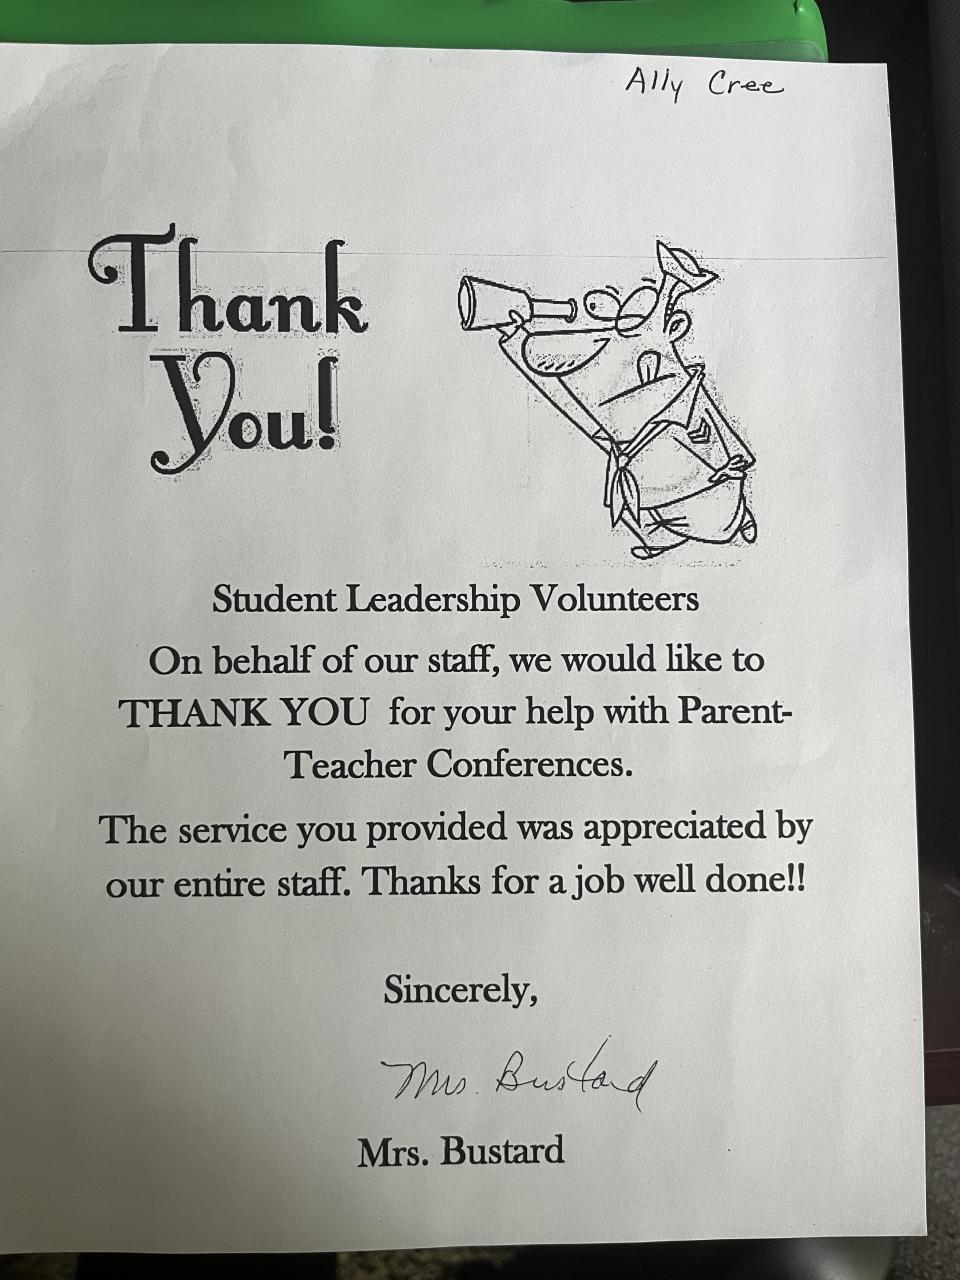 Ally Cree
Thank
You!
Student Leadership Volunteers
On behalf of our staff, we would like to
THANK YOU for your help with Parent-
Teacher Conferences.
The service you provided was appreciated by
our entire staff. Thanks for a job well done!!
Sincerely,
Mrs. Bustard
Mrs. Bustard